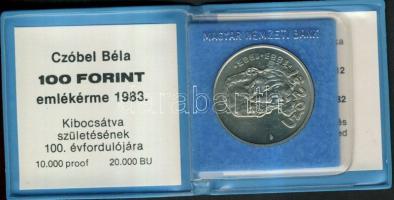 Czóbel Béla
100 FORINT
emlékérme 1983.
Kibocsátva
születésének
100. évfordulójára
10.000 proof 20.000 BU
MAGYAR NEMZETI BANK
1883-1983
darabanth